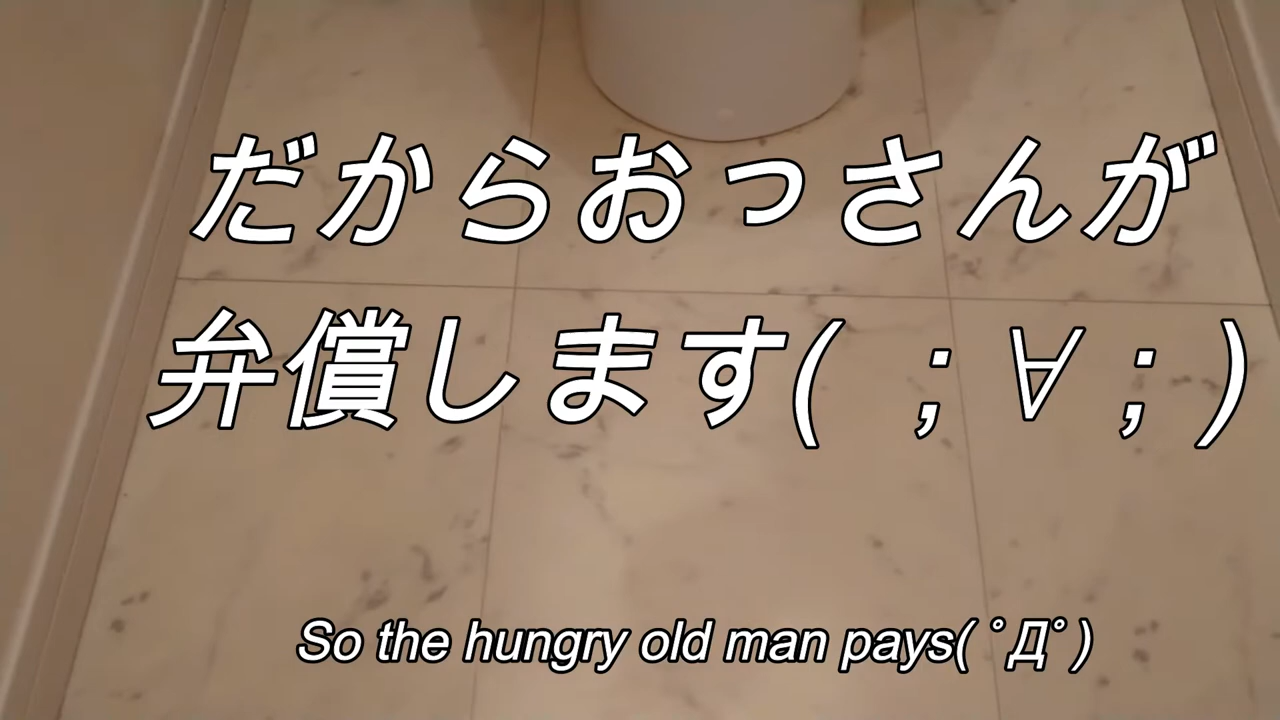 だからおっさんが
弁償します( ；∀；)
So the hungry old man pays( ﾟДﾟ)